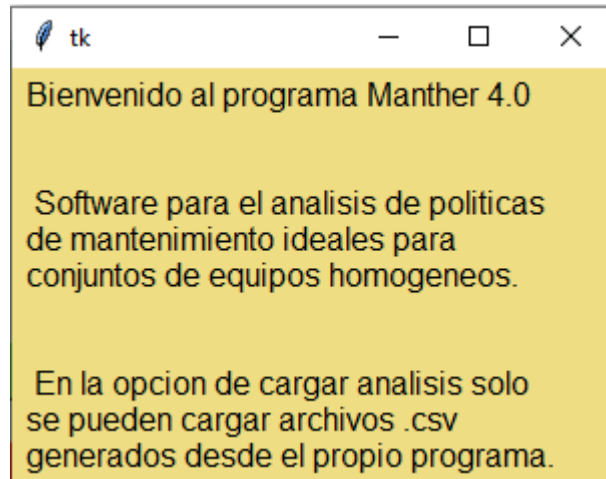 tk
Bienvenido al programa Manther 4.0
Software para el analisis de politicas
de mantenimiento ideales para
conjuntos de equipos homogeneos.
En la opcion de cargar analisis solo
se pueden cargar archivos .csv
generados desde el propio programa.